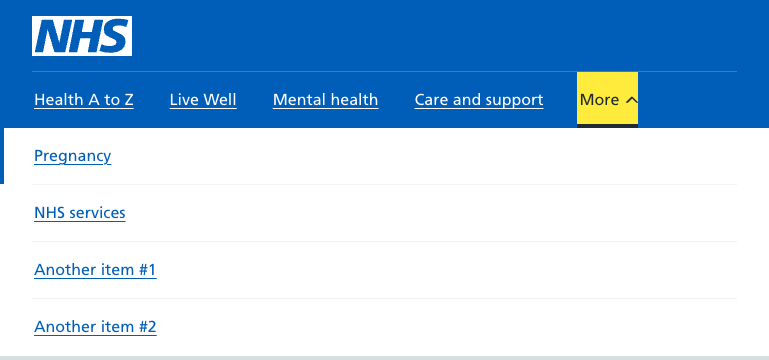 NHS
Health A to Z Live Well Mental health Care and support More
Pregnancy
NHS services
Another item #1
Another item #2